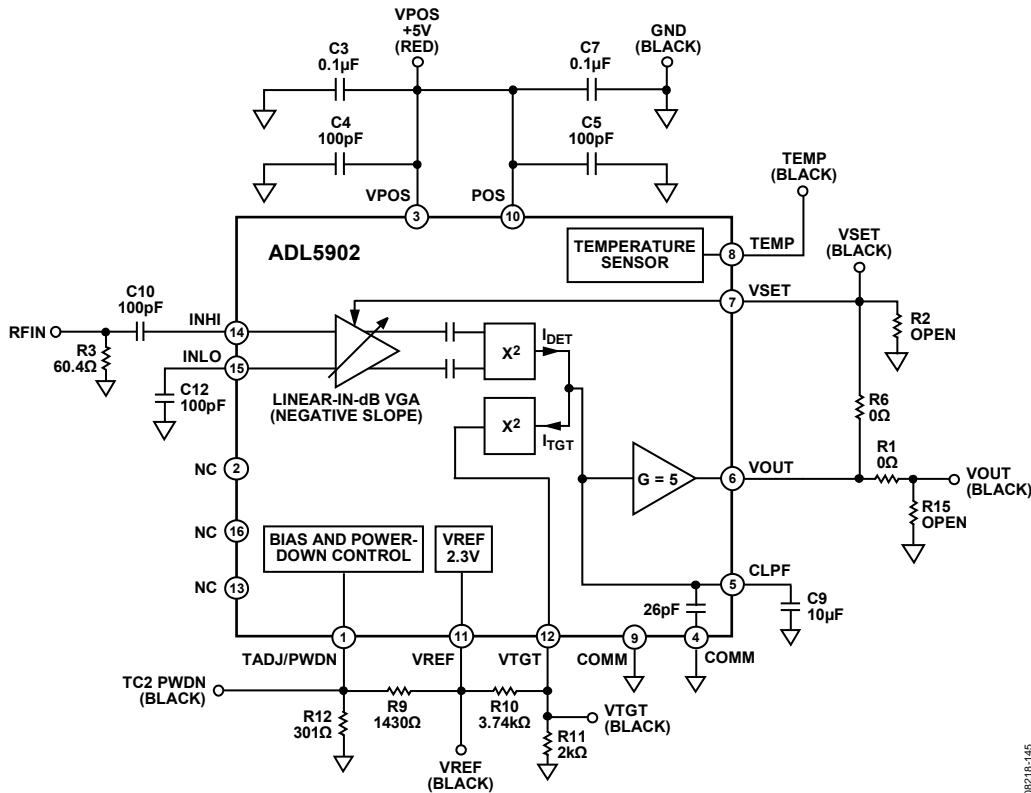 VPOS
+5V
(RED)
GND
(BLACK)
C3
0.1µF
C7
0.1µF
C4
100pF
C5
100pF
TEMP
(BLACK)
VPOS
POS
3
10
ADL5902
TEMPERATURE
SENSOR
8
TEMP
VSET
(BLACK)
7
VSET
C10
100pF
RFIN
INHI
14
R3
60.4Ω
INLO
15
C12
100pF
LINEAR-IN-dB VGA
(NEGATIVE SLOPE)
X2
IDET
X2
ITGT
R2
OPEN
R6
0Ω
R1
0Ω
G = 5
6
VOUT
VOUT
(BLACK)
R15
OPEN
NC
2
NC
16
NC
13
BIAS AND POWER-
DOWN CONTROL
VREF
2.3V
26pF
5
CLPF
C9
10µF
1
11
12
9
4
TADJ/PWDN
VREF
VTGT
COMM
COMM
TC2 PWDN
(BLACK)
R9
1430Ω
R10
3.74kΩ
R12
301Ω
VTGT
(BLACK)
R11
2kΩ
VREF
(BLACK)
08218-145